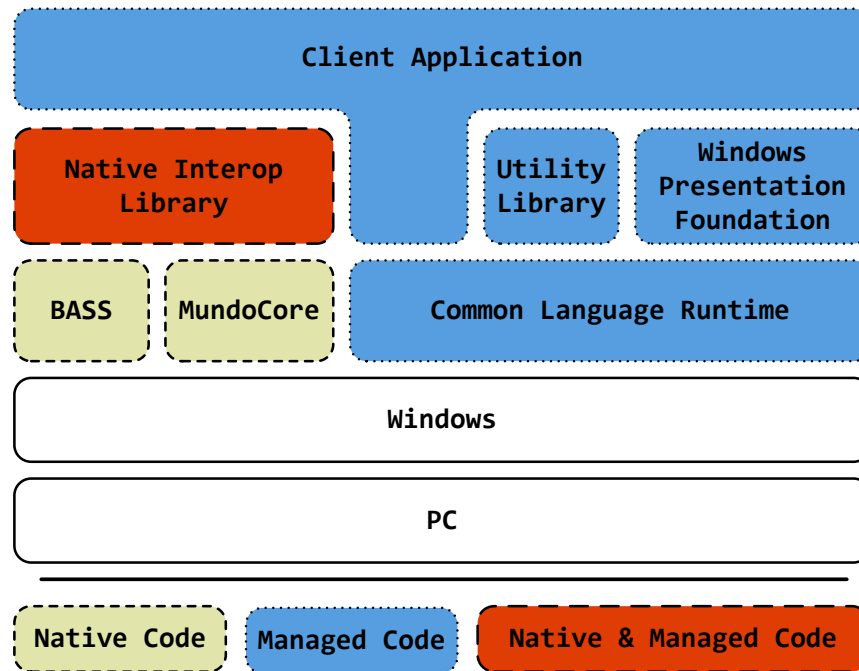 Client Application
Native Interop
Library
Utility
Library
Windows
Presentation
Foundation
BASS
MundoCore
Common Language Runtime
Windows
PC
Native Code
Managed Code
Native & Managed Code